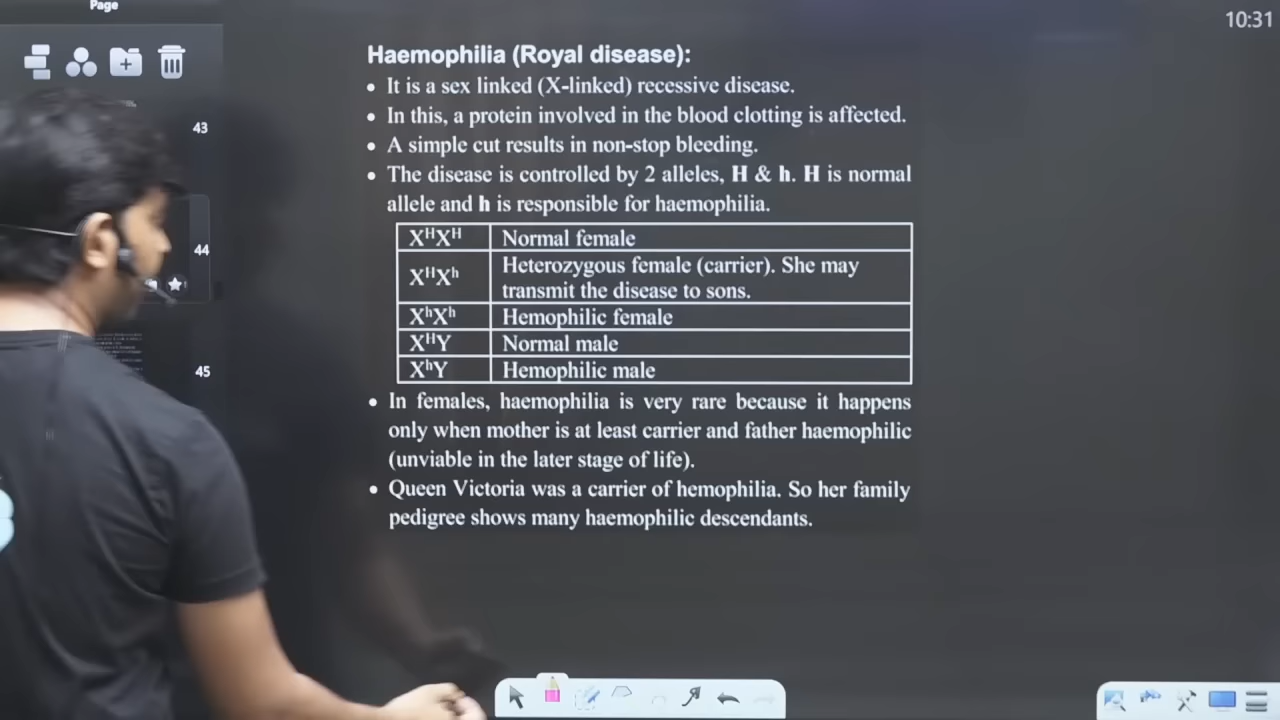 Page
10:31
43
44
45
Haemophilia (Royal disease):
• It is a sex linked (X-linked) recessive disease.
• In this, a protein involved in the blood clotting is affected.
• A simple cut results in non-stop bleeding.
• The disease is controlled by 2 alleles, H & h. H is normal
allele and h is responsible for haemophilia.
XᴴXᴴ Normal female
XᴴXʰ Heterozygous female (carrier). She may
transmit the disease to sons.
XʰXʰ Hemophilic female
XᴴY Normal male
XʰY Hemophilic male
• In females, haemophilia is very rare because it happens
only when mother is at least carrier and father haemophilic
(unviable in the later stage of life).
• Queen Victoria was a carrier of hemophilia. So her family
pedigree shows many haemophilic descendants.